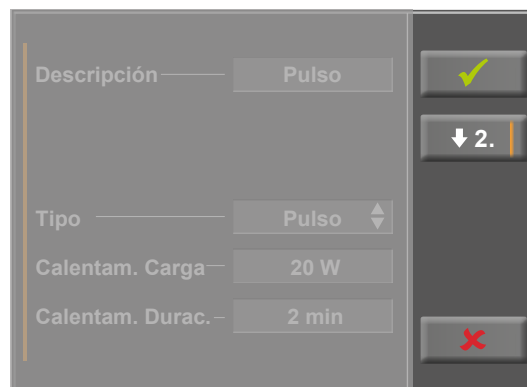 Descripción Pulso
2.
Tipo Pulso
Calentam. Carga 20 W
Calentam. Durac. 2 min